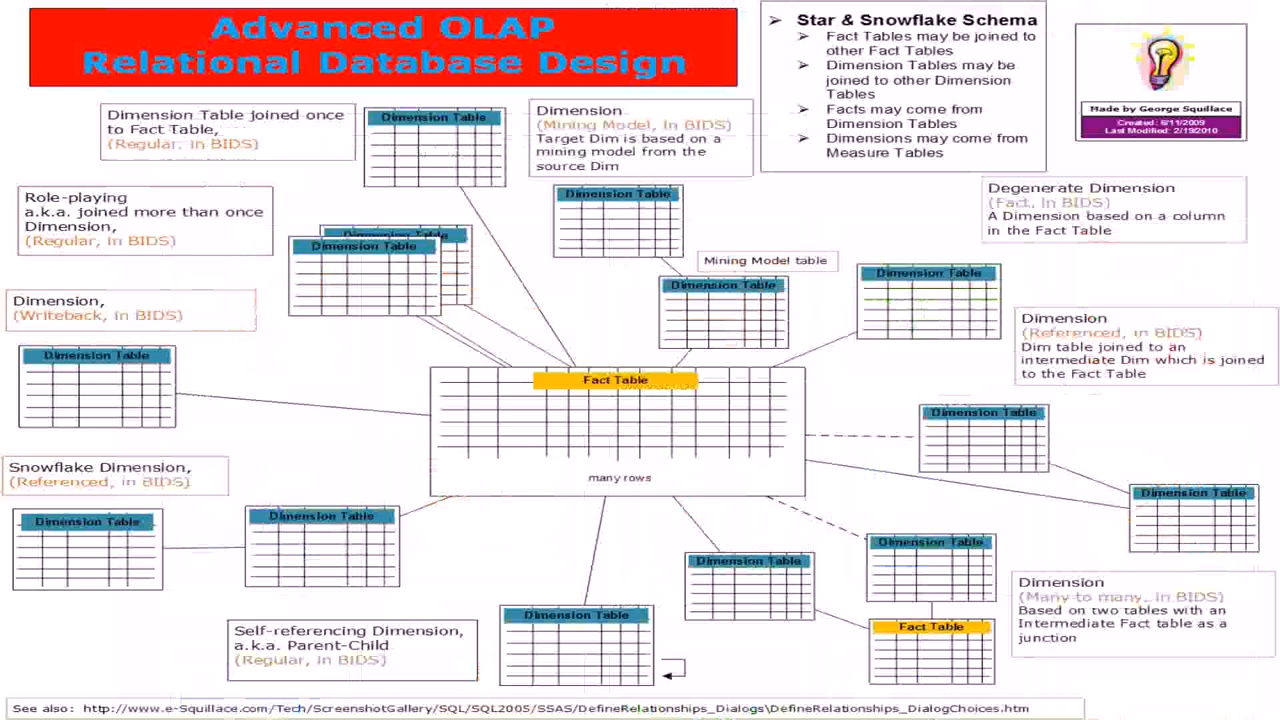 Advanced OLAP
Relational Database Design
Star & Snowflake Schema
Fact Tables may be joined to
other Fact Tables
Dimension Tables may be
joined to other Dimension
Tables
Facts may come from
Dimension Tables
Dimensions may come from
Measure Tables
Made by George Squillace
Created: 6/11/2009
Last Modified: 2/19/2010
Dimension Table joined once
to Fact Table,
(Regular, in BIDS)
Dimension Table
Dimension
(Mining Model, in BIDS)
Target Dim is based on a
mining model from the
source Dim
Role-playing
a.k.a. joined more than once
Dimension,
(Regular, in BIDS)
Dimension Table
Dimension Table
Dimension Table
Degenerate Dimension
(Fact, in BIDS)
A Dimension based on a column
in the Fact Table
Mining Model table
Dimension Table
Dimension Table
Dimension,
(Writeback, in BIDS)
Dimension Table
Dimension
(Referenced, in BIDS)
Dim table joined to an
intermediate Dim which is joined
to the Fact Table
Fact Table
many rows
Dimension Table
Dimension Table
Snowflake Dimension,
(Referenced, in BIDS)
Dimension Table
Dimension Table
Dimension Table
Dimension Table
Fact Table
Dimension
(Many to many, in BIDS)
Based on two tables with an
Intermediate Fact table as a
junction
Self-referencing Dimension,
a.k.a. Parent-Child
(Regular, in BIDS)
Dimension Table
See also: http://www.e-Squillace.com/Tech/ScreenshotGallery/SQL/SQL2005/SSAS/DefineRelationships_Dialogs\DefineRelationships_DialogChoices.htm